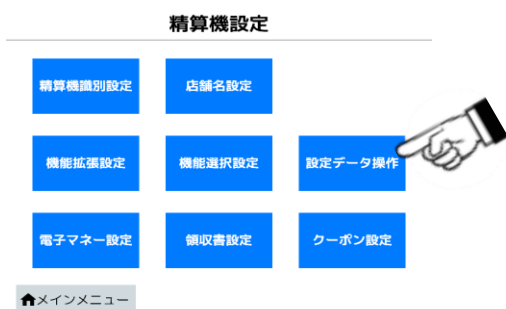 精算機設定
精算機識別設定
店舗名設定
機能拡張設定
機能選択設定
設定データ操作
電子マネー設定
領収書設定
クーポン設定
メインメニュー